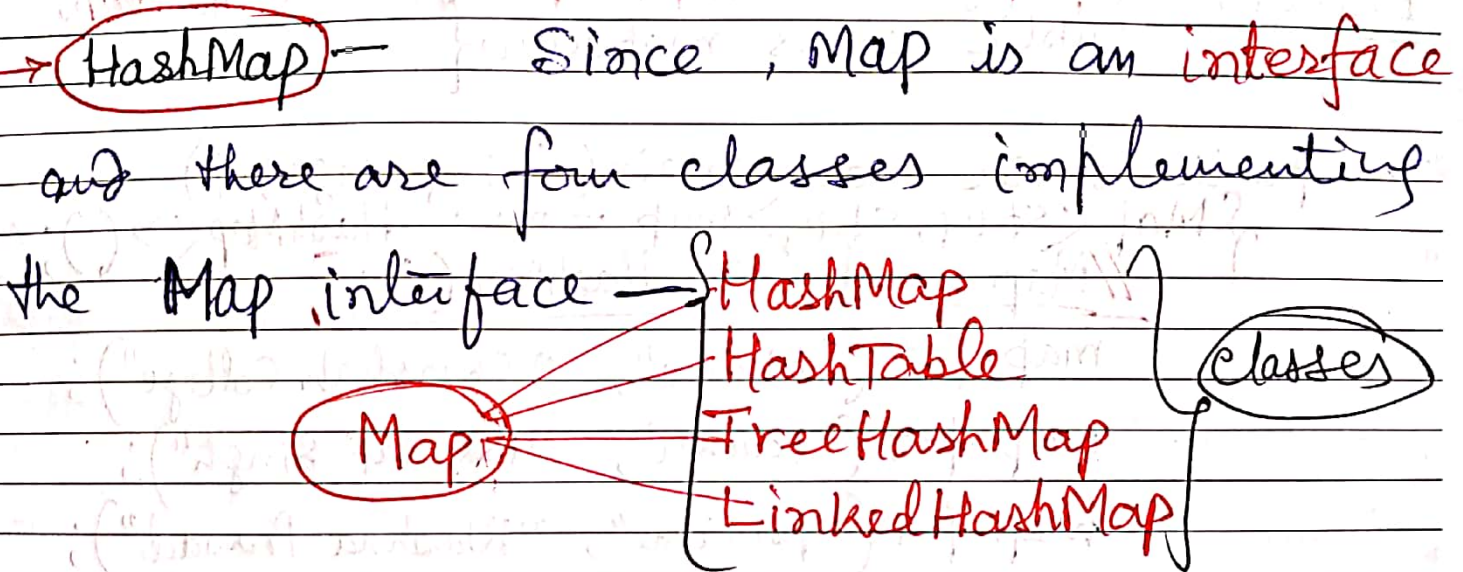 → HashMap — Since, Map is an interface
and there are four classes implementing
the Map interface — HashMap
HashTable
classes
Map
TreeHashMap
LinkedHashMap